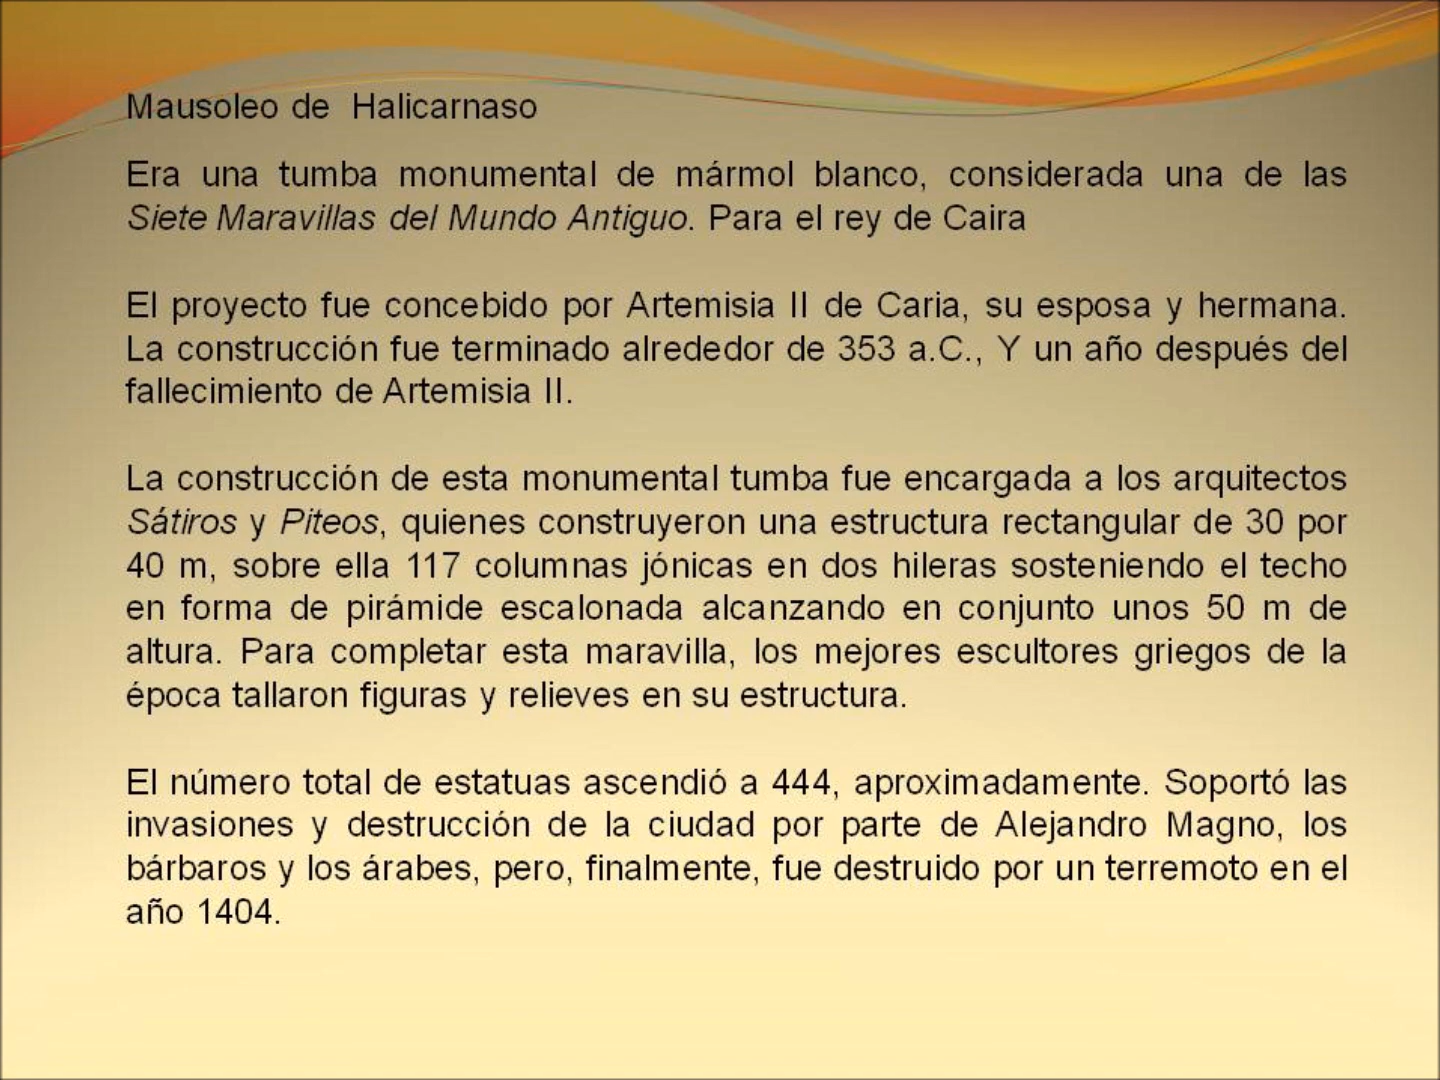 Mausoleo de Halicarnaso
Era una tumba monumental de mármol blanco, considerada una de las
Siete Maravillas del Mundo Antiguo. Para el rey de Caira
El proyecto fue concebido por Artemisia II de Caria, su esposa y hermana.
La construcción fue terminado alrededor de 353 a.C., Y un año después del
fallecimiento de Artemisia II.
La construcción de esta monumental tumba fue encargada a los arquitectos
Sátiros y Piteos, quienes construyeron una estructura rectangular de 30 por
40 m, sobre ella 117 columnas jónicas en dos hileras sosteniendo el techo
en forma de pirámide escalonada alcanzando en conjunto unos 50 m de
altura. Para completar esta maravilla, los mejores escultores griegos de la
época tallaron figuras y relieves en su estructura.
El número total de estatuas ascendió a 444, aproximadamente. Soportó las
invasiones y destrucción de la ciudad por parte de Alejandro Magno, los
bárbaros y los árabes, pero, finalmente, fue destruido por un terremoto en el
año 1404.